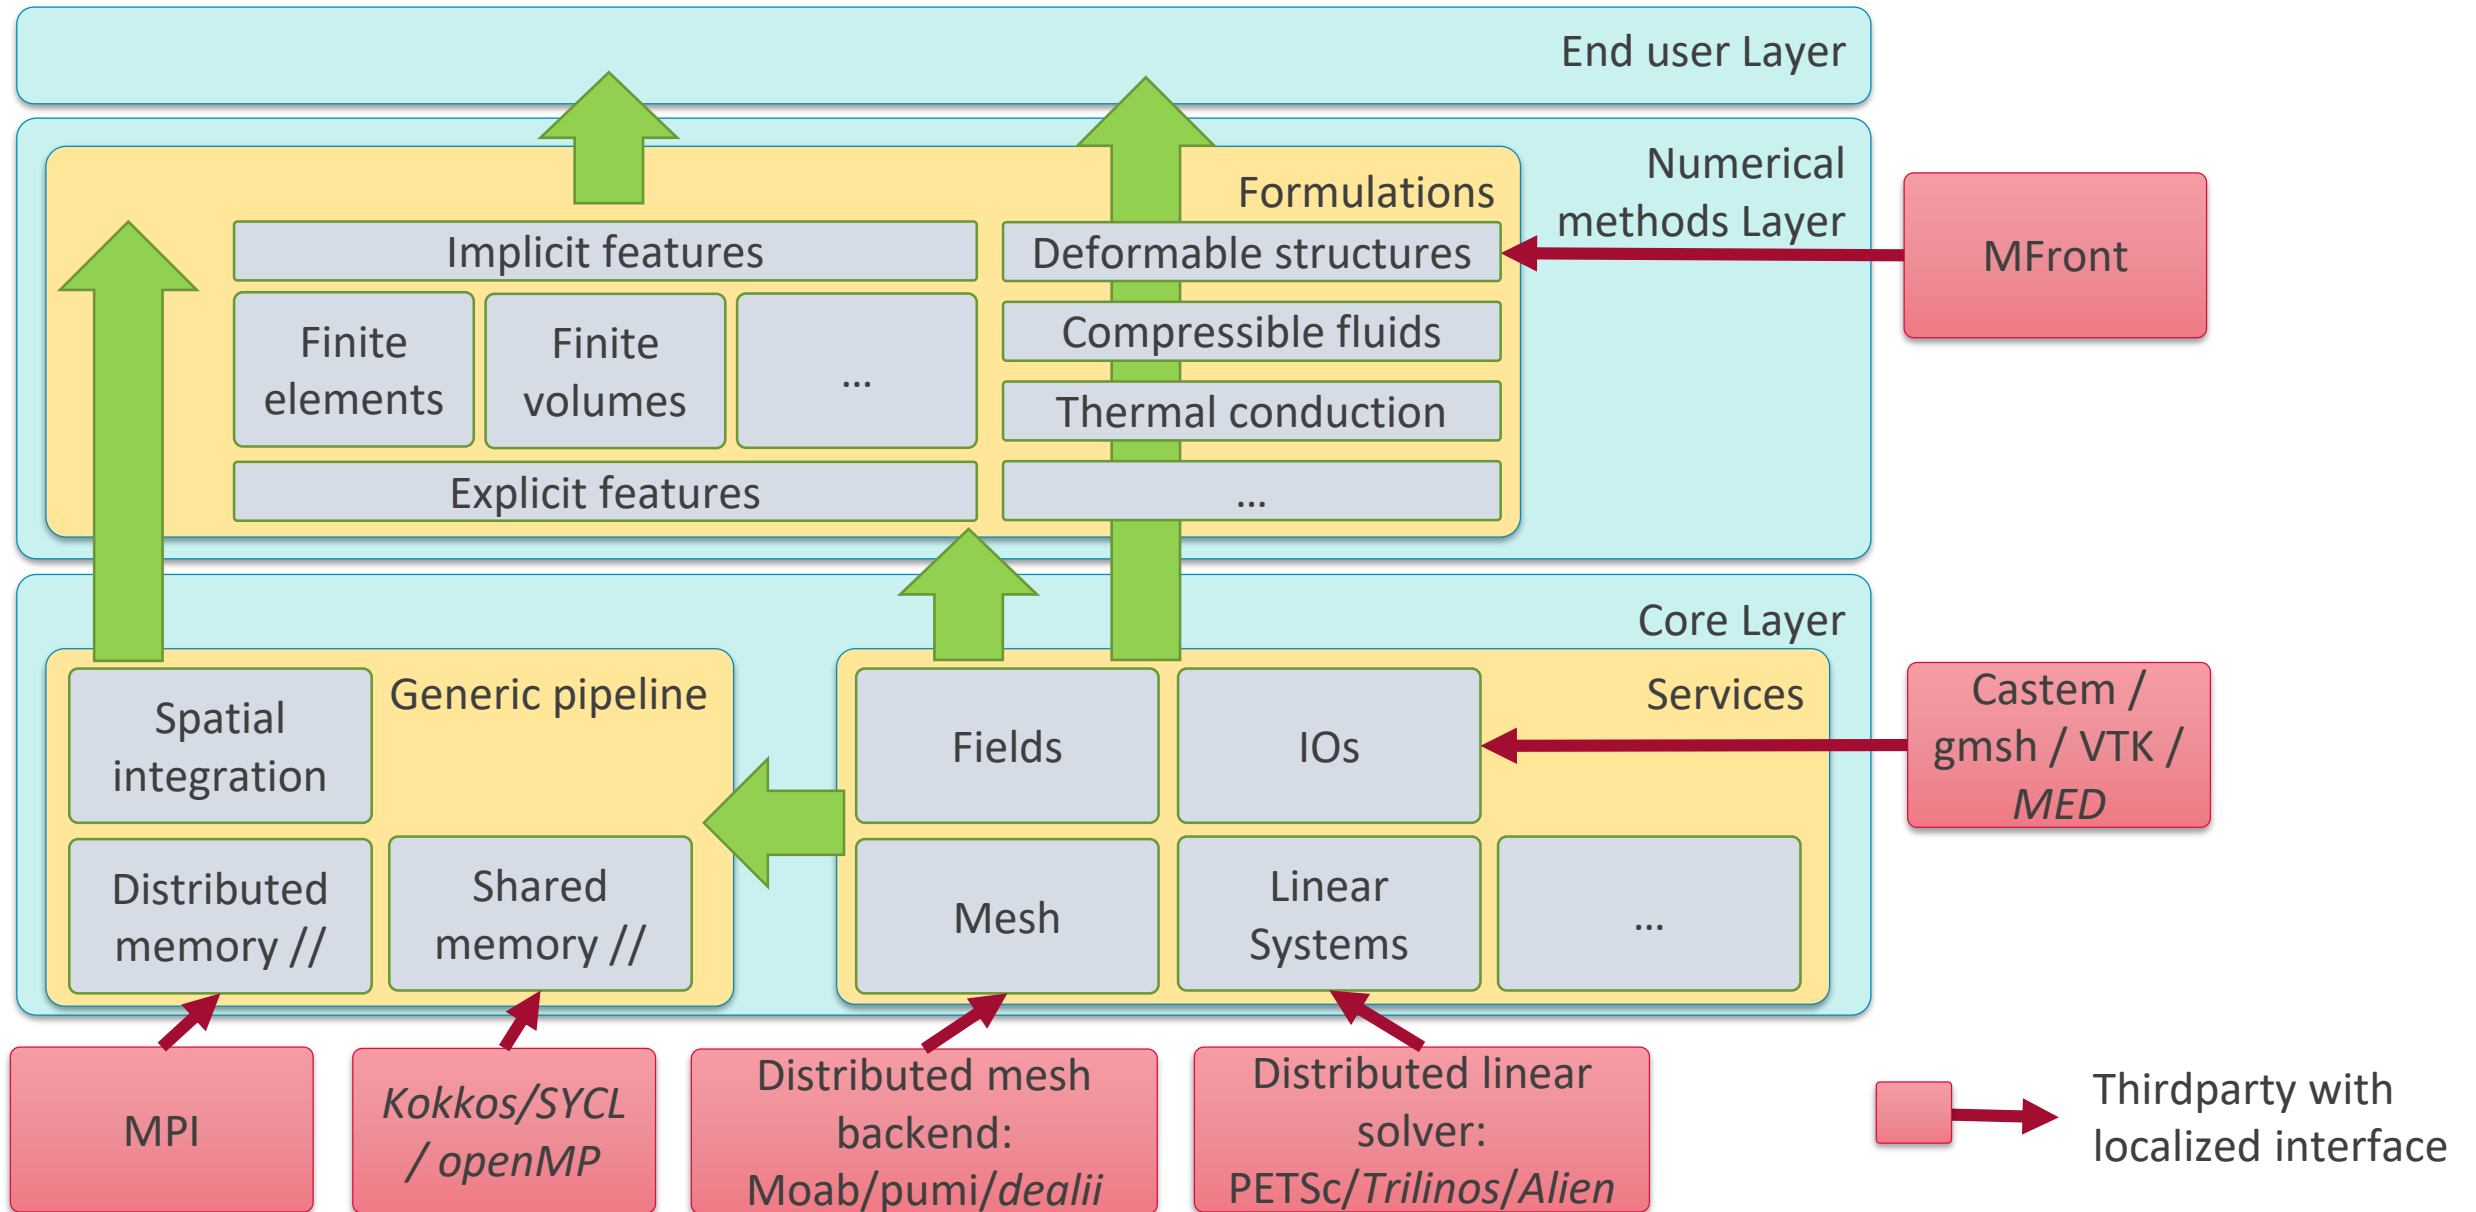 End user Layer
Numerical
methods Layer
Formulations
Implicit features
Finite
elements
Finite
volumes
...
Explicit features
Deformable structures
Compressible fluids
Thermal conduction
...
MFront
Core Layer
Generic pipeline
Spatial
integration
Distributed
memory //
Shared
memory //
Services
Fields
IOs
Mesh
Linear
Systems
...
Castem /
gmsh / VTK /
MED
MPI
Kokkos/SYCL
/ openMP
Distributed mesh
backend:
Moab/pumi/dealii
Distributed linear
solver:
PETSc/Trilinos/Alien
Thirdparty with
localized interface